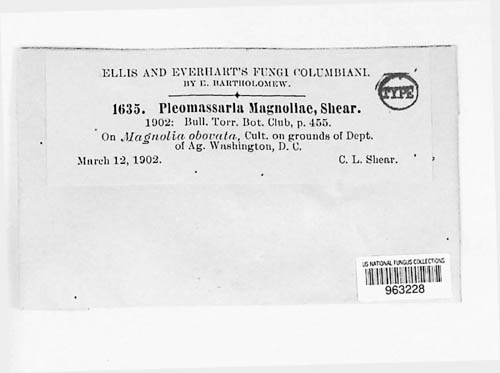 ELLIS AND EVERHART'S FUNGI COLUMBIANI.
BY E. BARTHOLOMEW.
TYPE
1635. Pleomassaria Magnoliae, Shear.
1902: Bull. Torr. Bot. Club, p. 455.
On Magnolia obovata, Cult. on grounds of Dept.
of Ag. Washington, D. C.
March 12, 1902. C. L. Shear.
US NATIONAL FUNGUS COLLECTIONS
963228